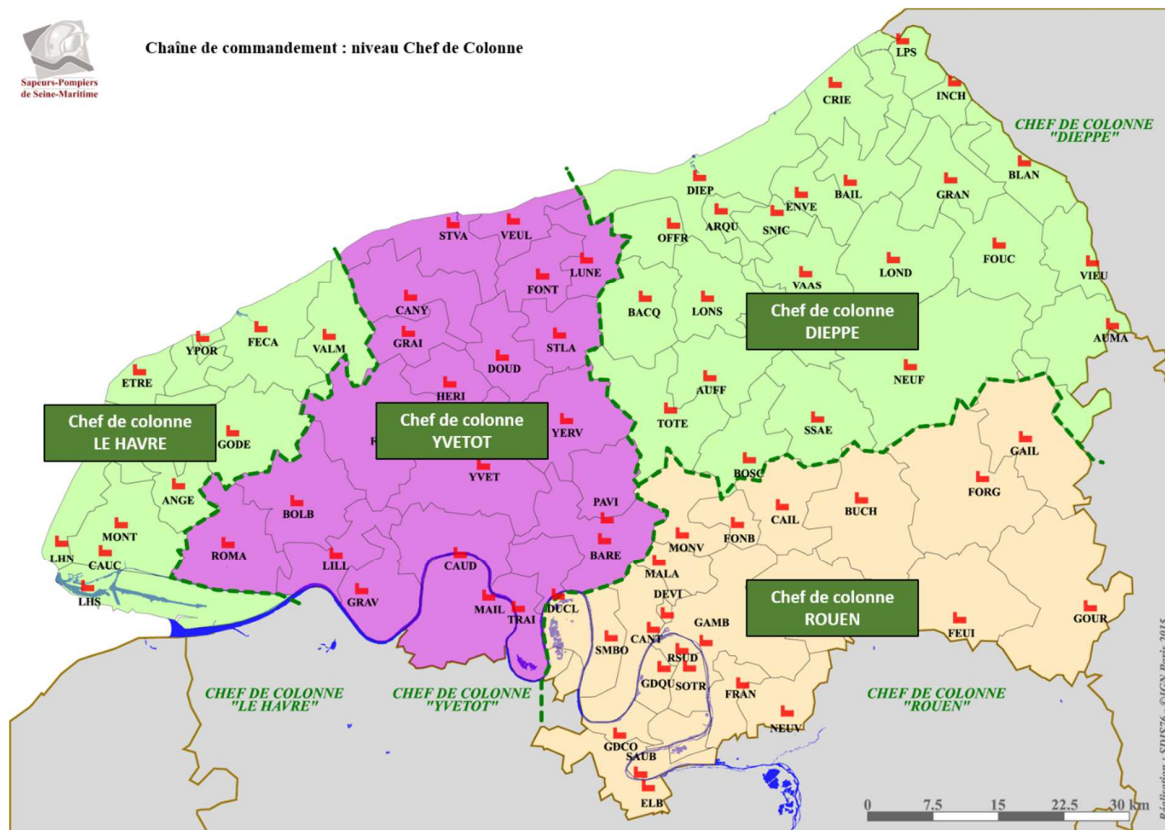 Chaîne de commandement : niveau Chef de Colonne
Sapeurs-Pompiers
de Seine-Maritime
LPS
CRIE
INCH
CHEF DE COLONNE
"DIEPPE"
BLAN
DIEP
ENVE
BAIL
GRAN
ARQU
SNIC
STVA
VEUL
OFFR
FOUC
LUNE
LOND
VIEU
FONT
VAAS
CANY
BACQ
LONS
Chef de colonne
DIEPPE
AUMA
YPOR
FECA
VALM
GRAI
STLA
DOUD
ETRE
NEUF
HERI
AUFF
Chef de colonne
LE HAVRE
GODE
Chef de colonne
YVETOT
YERV
TOTE
SSAE
GAIL
YVET
BOSC
FORG
ANGE
BOLB
PAVI
CAIL
BUCH
MONT
FONB
MONV
LHN
CAUC
ROMA
LILL
CAUD
BARE
MALA
LHS
GRAV
MAIL
TRAI
DUCL
DEVI
Chef de colonne
ROUEN
GOUR
FEUI
SMBO
CANT
GAMB
RSUD
GDQU
SOTR
FRAN
CHEF DE COLONNE
"LE HAVRE"
CHEF DE COLONNE
"YVETOT"
CHEF DE COLONNE
"ROUEN"
NEUV
GDCO
SAUB
ELB
0 7.5 15 22.5 30 km
Réalisation : SDIS76 ©IGN Paris 2015